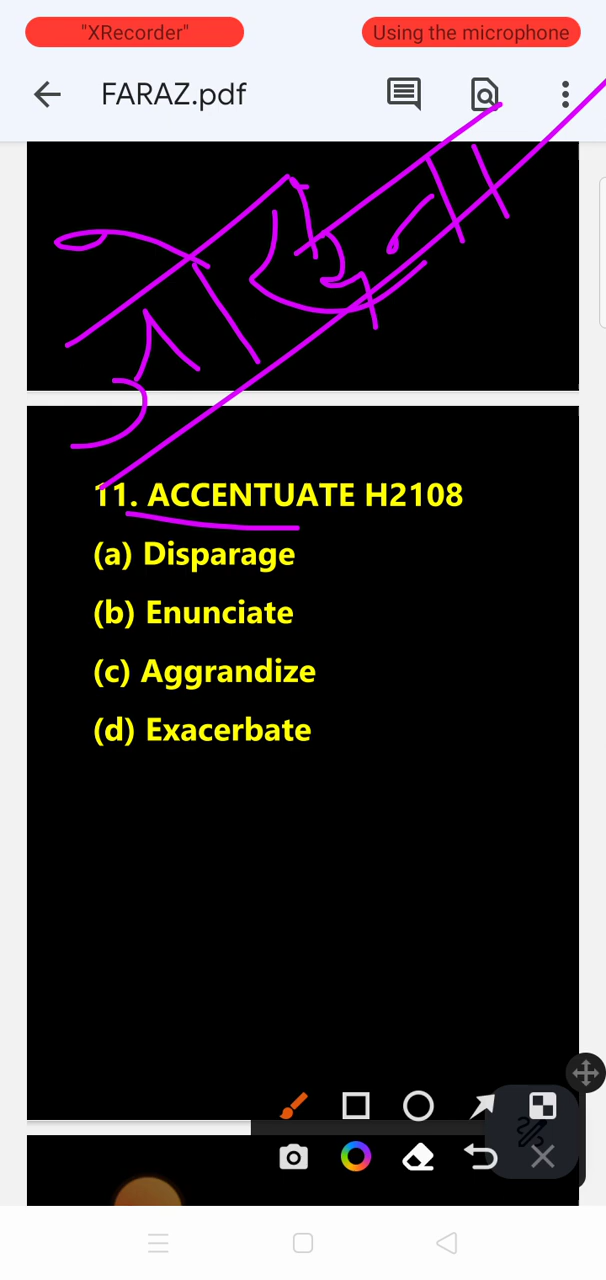 "XRecorder" Using the microphone
FARAZ.pdf
11. ACCENTUATE H2108
(a) Disparage
(b) Enunciate
(c) Aggrandize
(d) Exacerbate